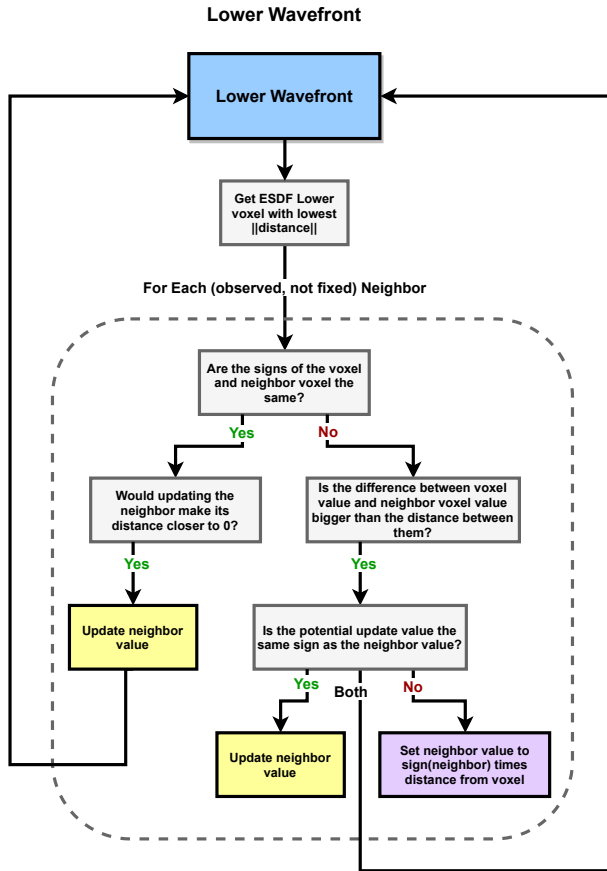 Lower Wavefront
Lower Wavefront
Get ESDF Lower
voxel with lowest
||distance||
For Each (observed, not fixed) Neighbor
Are the signs of the voxel
and neighbor voxel the
same?
Yes
No
Would updating the
neighbor make its
distance closer to 0?
Is the difference between voxel
value and neighbor voxel value
bigger than the distance between
them?
Yes
Yes
Update neighbor
value
Is the potential update value the
same sign as the neighbor value?
Yes
Both
No
Update neighbor
value
Set neighbor value to
sign(neighbor) times
distance from voxel